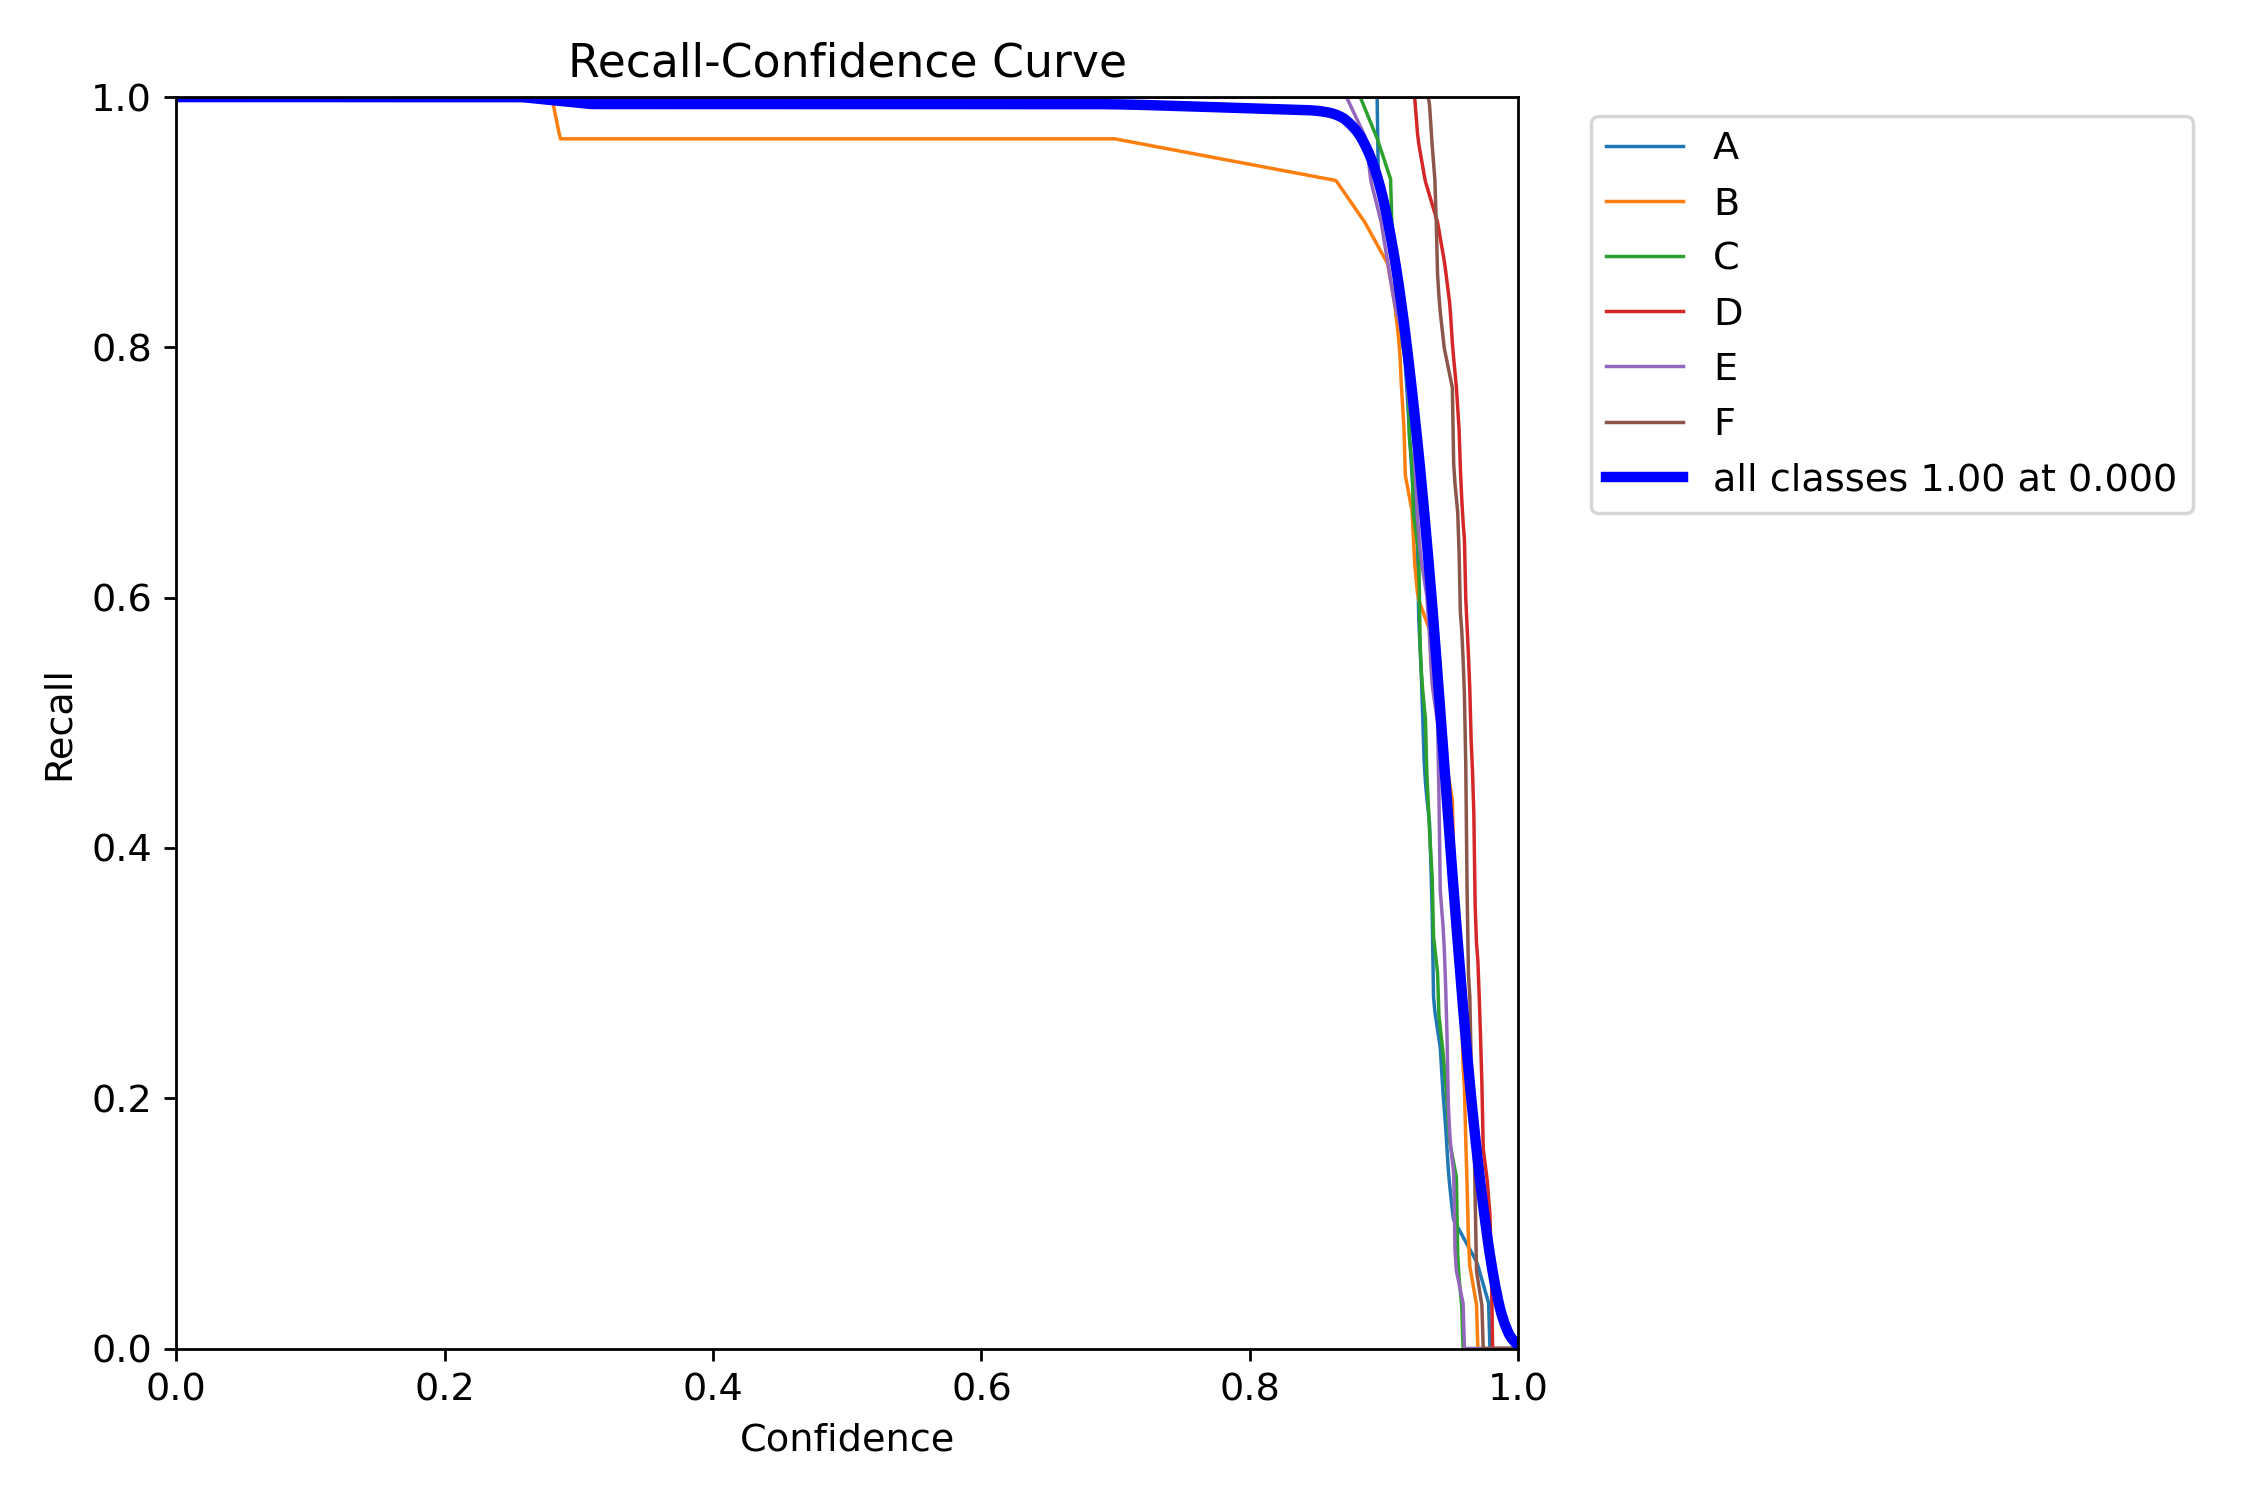 Recall-Confidence Curve
1.0
0.8
0.6
0.4
0.2
0.0
Recall
0.0 0.2 0.4 0.6 0.8 1.0
Confidence
A
B
C
D
E
F
all classes 1.00 at 0.000